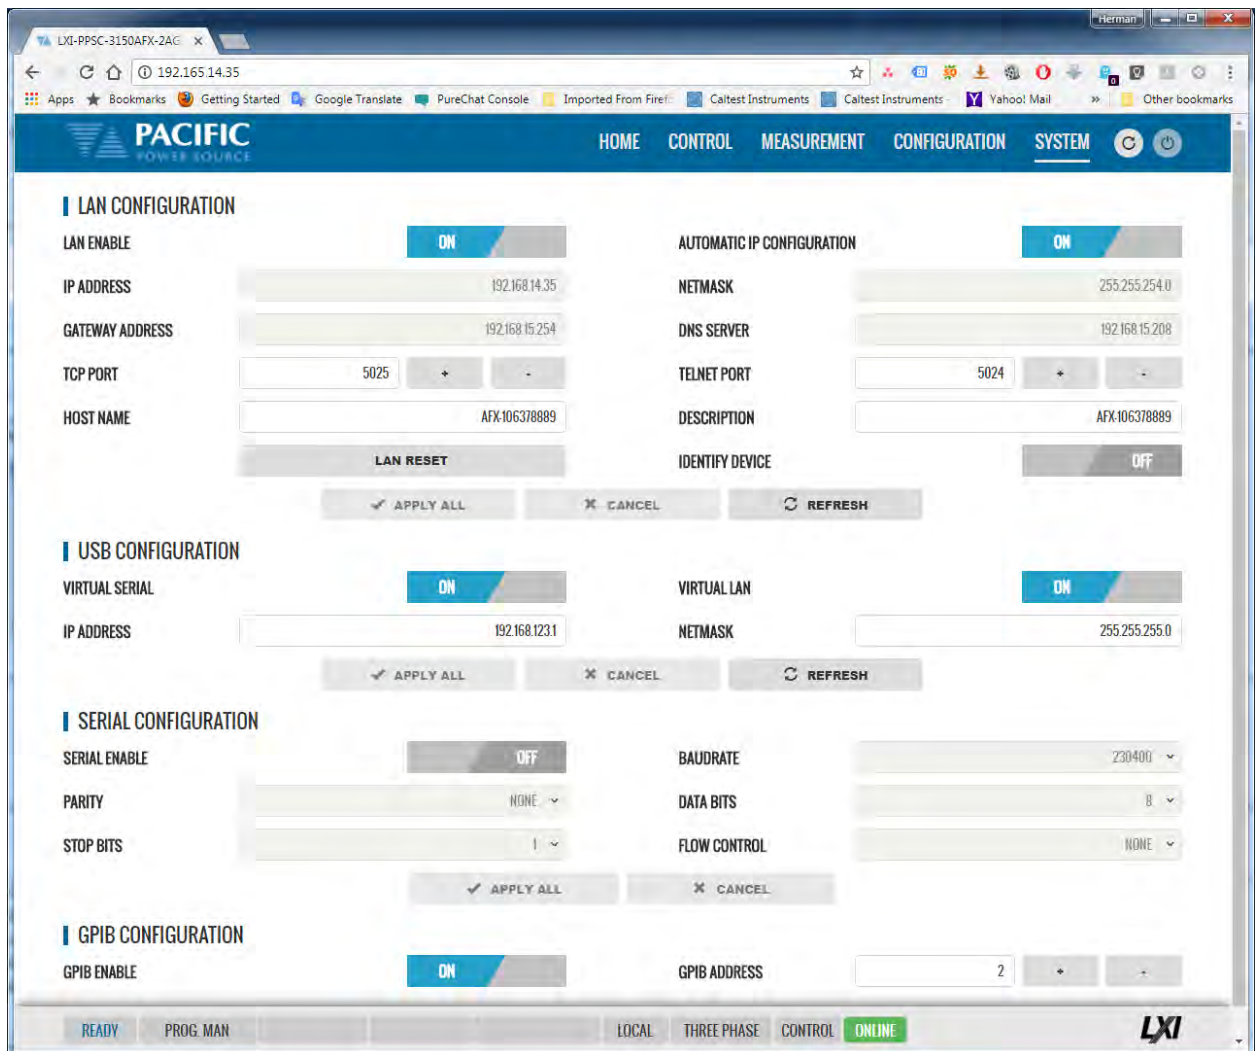 Herman
LXI-PPSC-3150AFX-2AG
192.165.14.35
Apps Bookmarks Getting Started Google Translate PureChat Console Imported From Firef Caltest Instruments Caltest Instruments Yahoo! Mail » Other bookmarks
PACIFIC
POWER SOURCE
HOME CONTROL MEASUREMENT CONFIGURATION SYSTEM
LAN CONFIGURATION
LAN ENABLE ON AUTOMATIC IP CONFIGURATION ON
IP ADDRESS 192.168.14.35 NETMASK 255.255.254.0
GATEWAY ADDRESS 192.168.15.254 DNS SERVER 192.168.15.208
TCP PORT 5025 + - TELNET PORT 5024 + -
HOST NAME AFX-106378889 DESCRIPTION AFX-106378889
LAN RESET IDENTIFY DEVICE OFF
APPLY ALL CANCEL REFRESH
USB CONFIGURATION
VIRTUAL SERIAL ON VIRTUAL LAN ON
IP ADDRESS 192.168.123.1 NETMASK 255.255.255.0
APPLY ALL CANCEL REFRESH
SERIAL CONFIGURATION
SERIAL ENABLE OFF BAUDRATE 230400
PARITY NONE DATA BITS 8
STOP BITS 1 FLOW CONTROL NONE
APPLY ALL CANCEL
GPIB CONFIGURATION
GPIB ENABLE ON GPIB ADDRESS 2 + -
READY PROG. MAN LOCAL THREE PHASE CONTROL ONLINE LXI